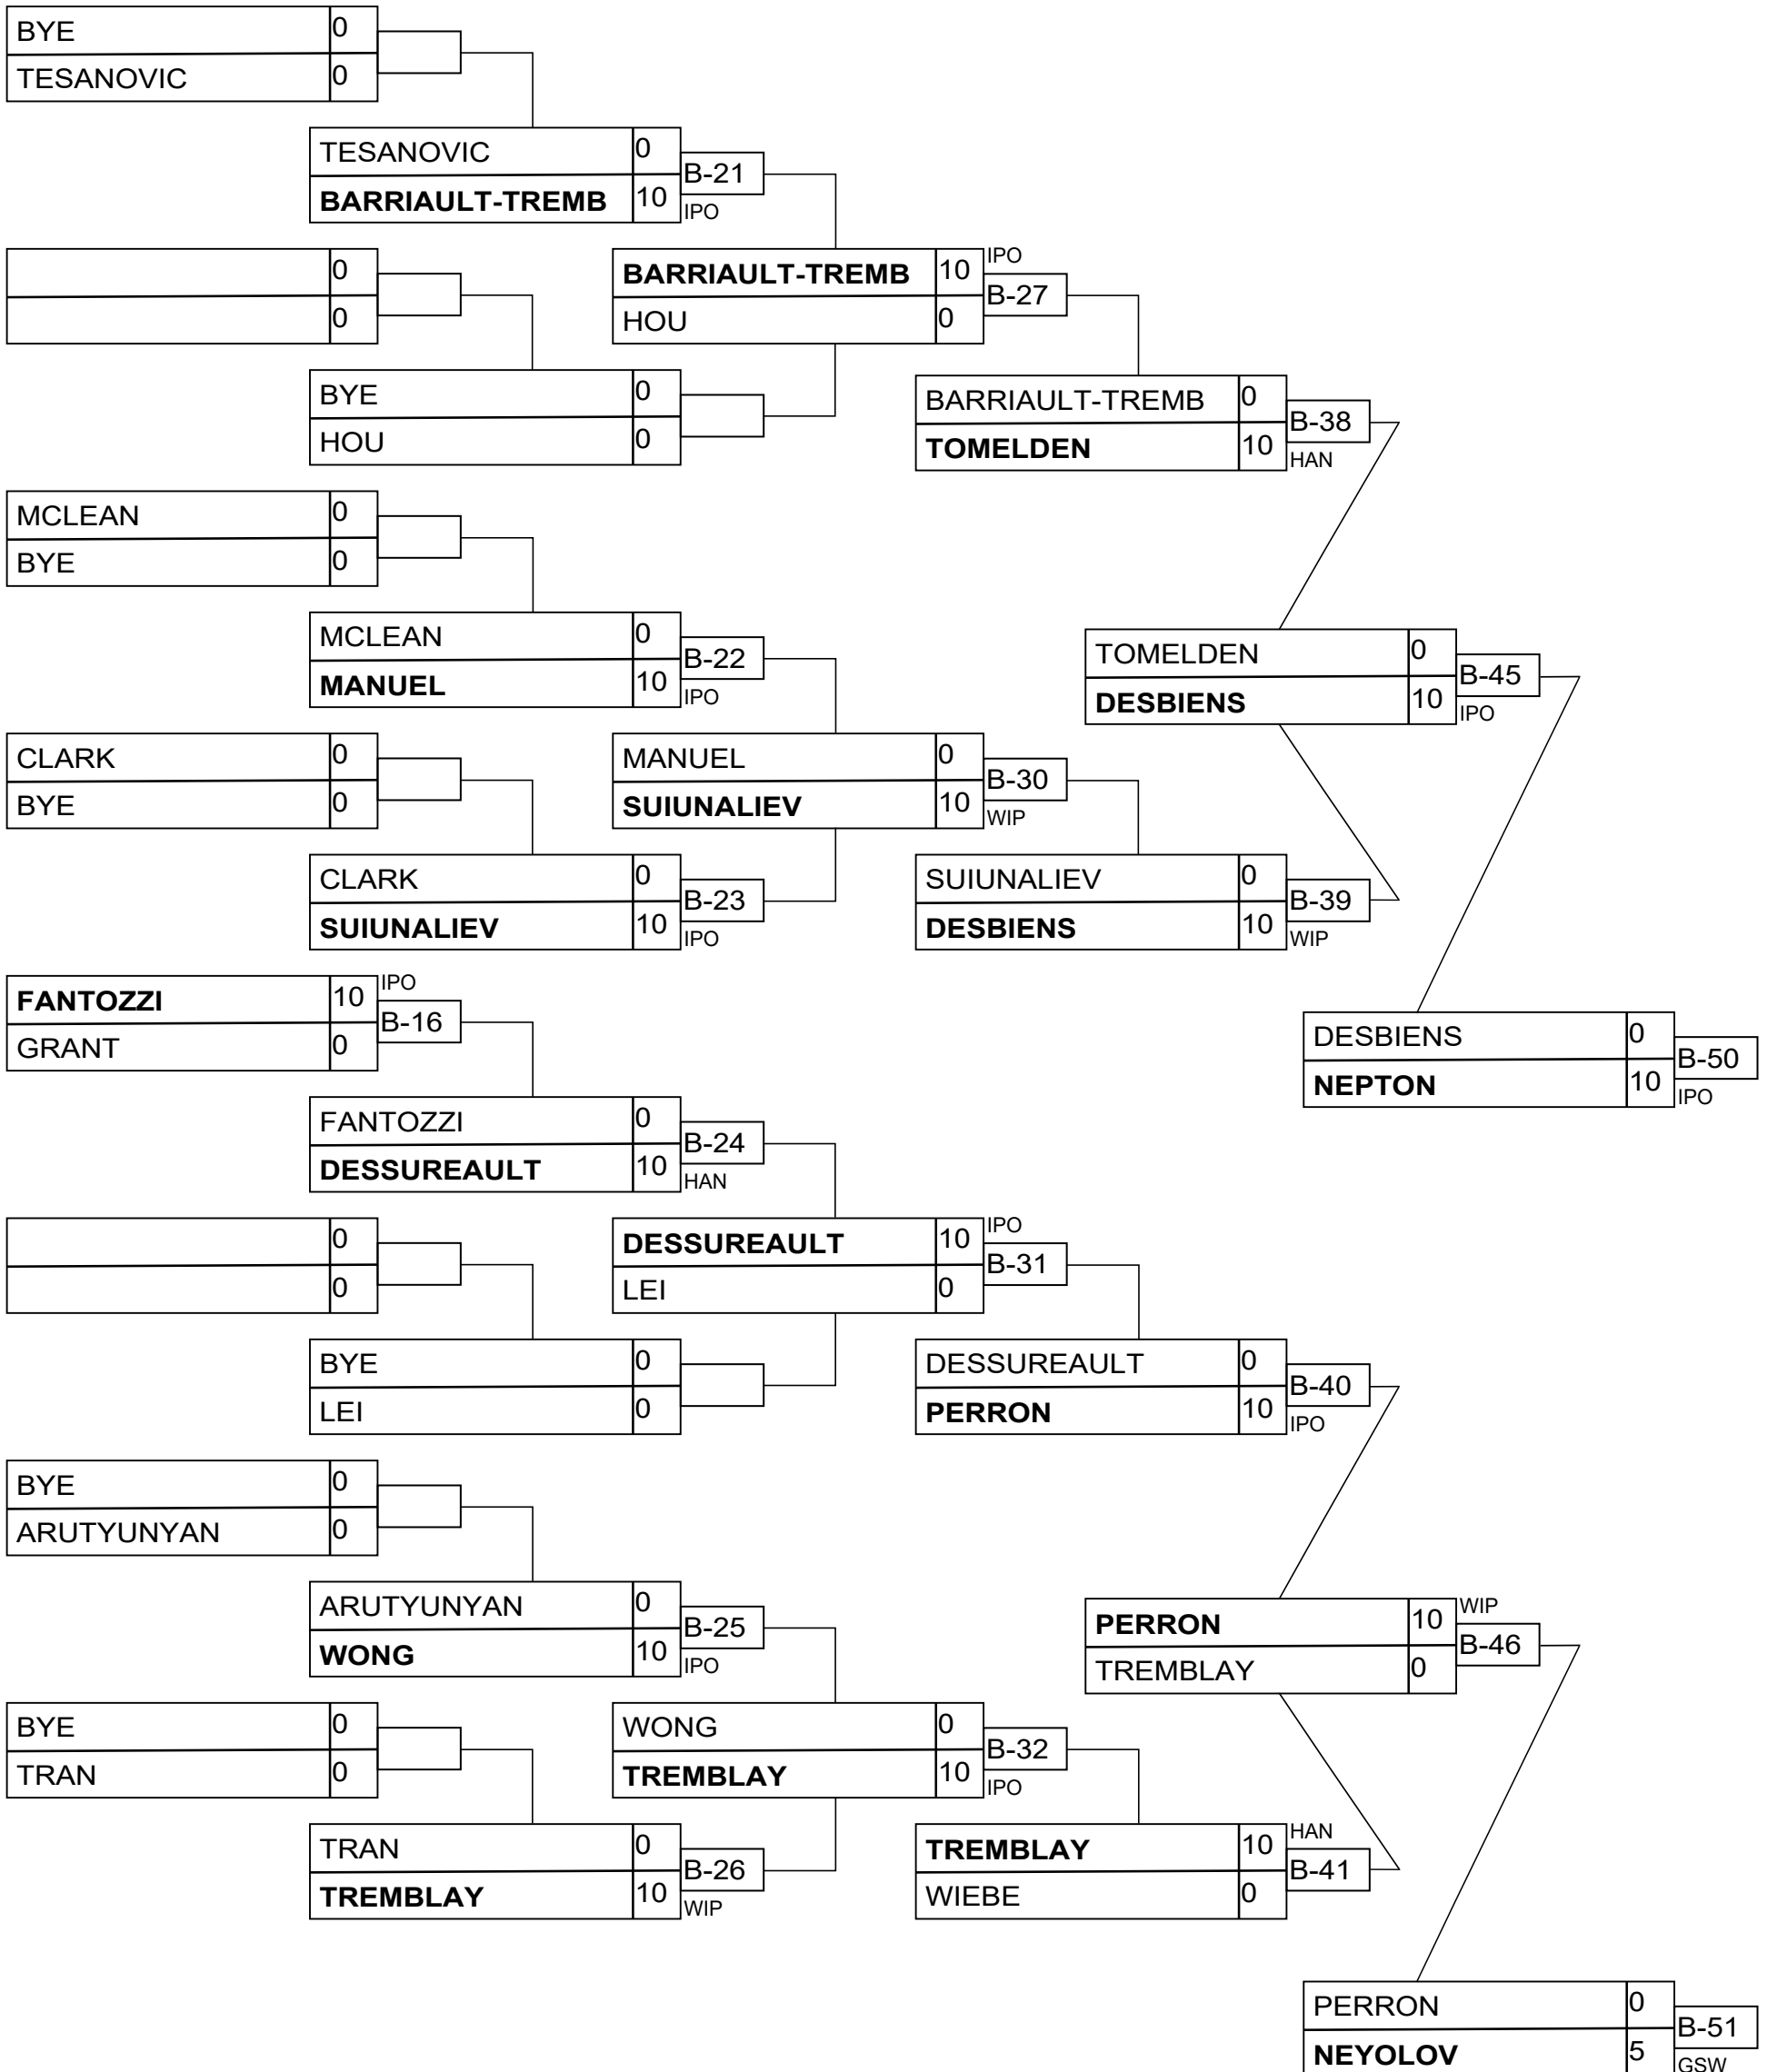 BYE 0
TESANOVIC 0
TESANOVIC 0
B-21
BARRIAULT-TREMB 10 IPO
0
0
BARRIAULT-TREMB 10 IPO
B-27
HOU 0
BYE 0
HOU 0
BARRIAULT-TREMB 0
B-38
TOMELDEN 10 HAN
MCLEAN 0
BYE 0
MCLEAN 0
B-22
MANUEL 10 IPO
TOMELDEN 0
B-45
DESBIENS 10 IPO
CLARK 0
BYE 0
MANUEL 0
B-30
SUIUNALIEV 10 WIP
CLARK 0
B-23
SUIUNALIEV 10 IPO
SUIUNALIEV 0
B-39
DESBIENS 10 WIP
FANTOZZI 10 IPO
B-16
GRANT 0
DESBIENS 0
B-50
NEPTON 10 IPO
FANTOZZI 0
B-24
DESSUREAULT 10 HAN
0
0
DESSUREAULT 10 IPO
B-31
LEI 0
BYE 0
LEI 0
DESSUREAULT 0
B-40
PERRON 10 IPO
BYE 0
ARUTYUNYAN 0
ARUTYUNYAN 0
B-25
WONG 10 IPO
PERRON 10 WIP
B-46
TREMBLAY 0
BYE 0
TRAN 0
WONG 0
B-32
TREMBLAY 10 IPO
TRAN 0
B-26
TREMBLAY 10 WIP
TREMBLAY 10 HAN
B-41
WIEBE 0
PERRON 0
B-51
NEYOLOV 5 GSW